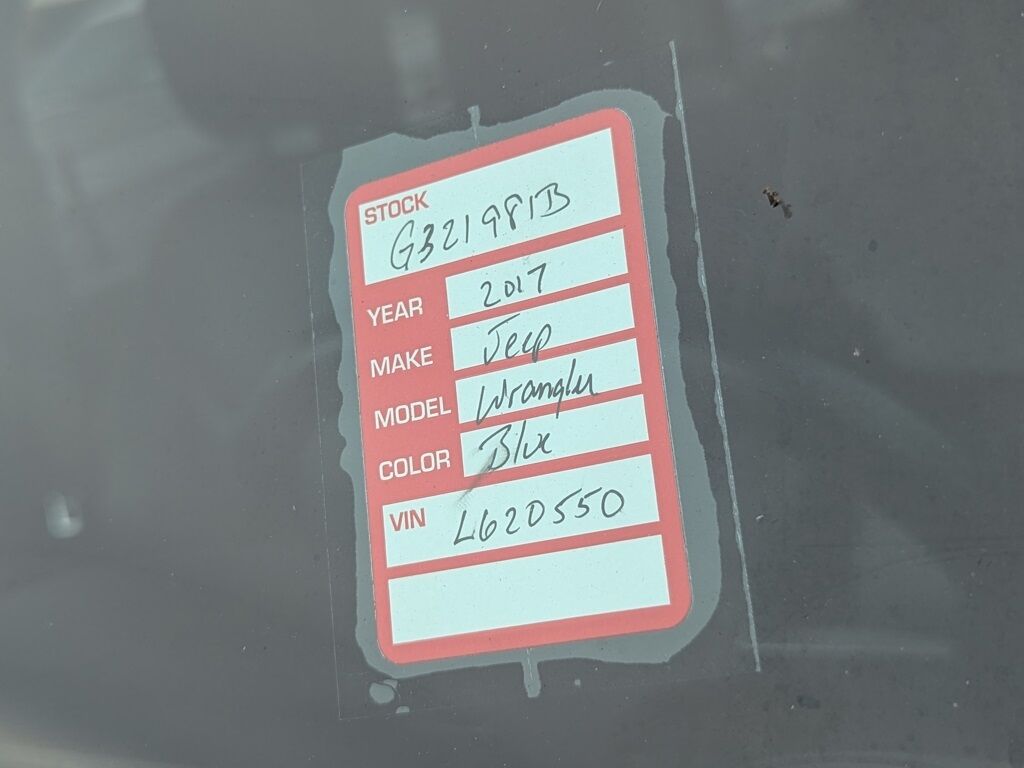 STOCK
G321981B
YEAR 2017
MAKE Jeep
MODEL Wrangler
COLOR Blue
VIN L620550